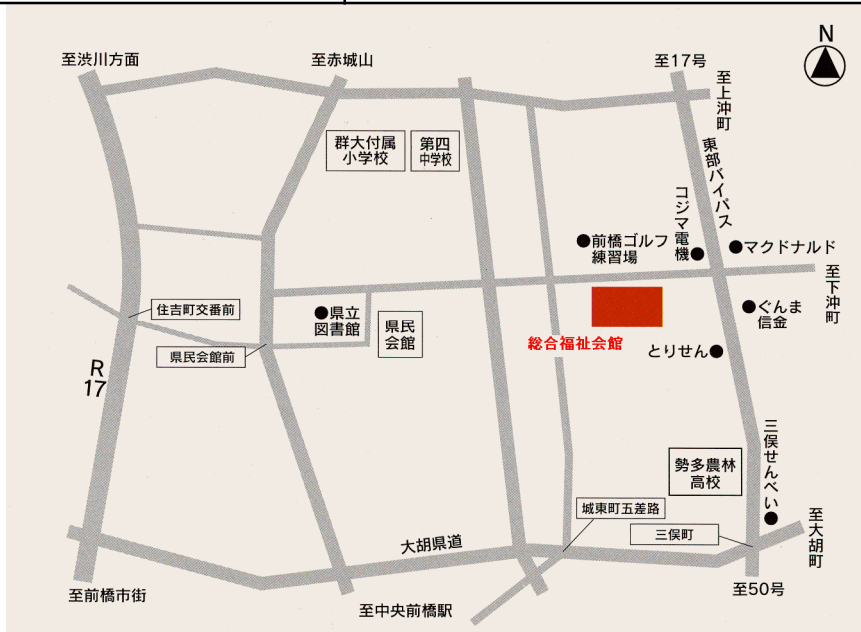 N
至渋川方面
至赤城山
至17号
至上沖町
東部バイパス
群大付属
小学校
第四
中学校
コジマ電機
前橋ゴルフ
練習場
マクドナルド
至下沖町
住吉町交番前
県立
図書館
県民
会館
ぐんま
信金
総合福祉会館
とりせん
県民会館前
R
17
三俣せんべい
勢多農林
高校
城東町五差路
三俣町
大胡県道
至大胡町
至前橋市街
至中央前橋駅
至50号